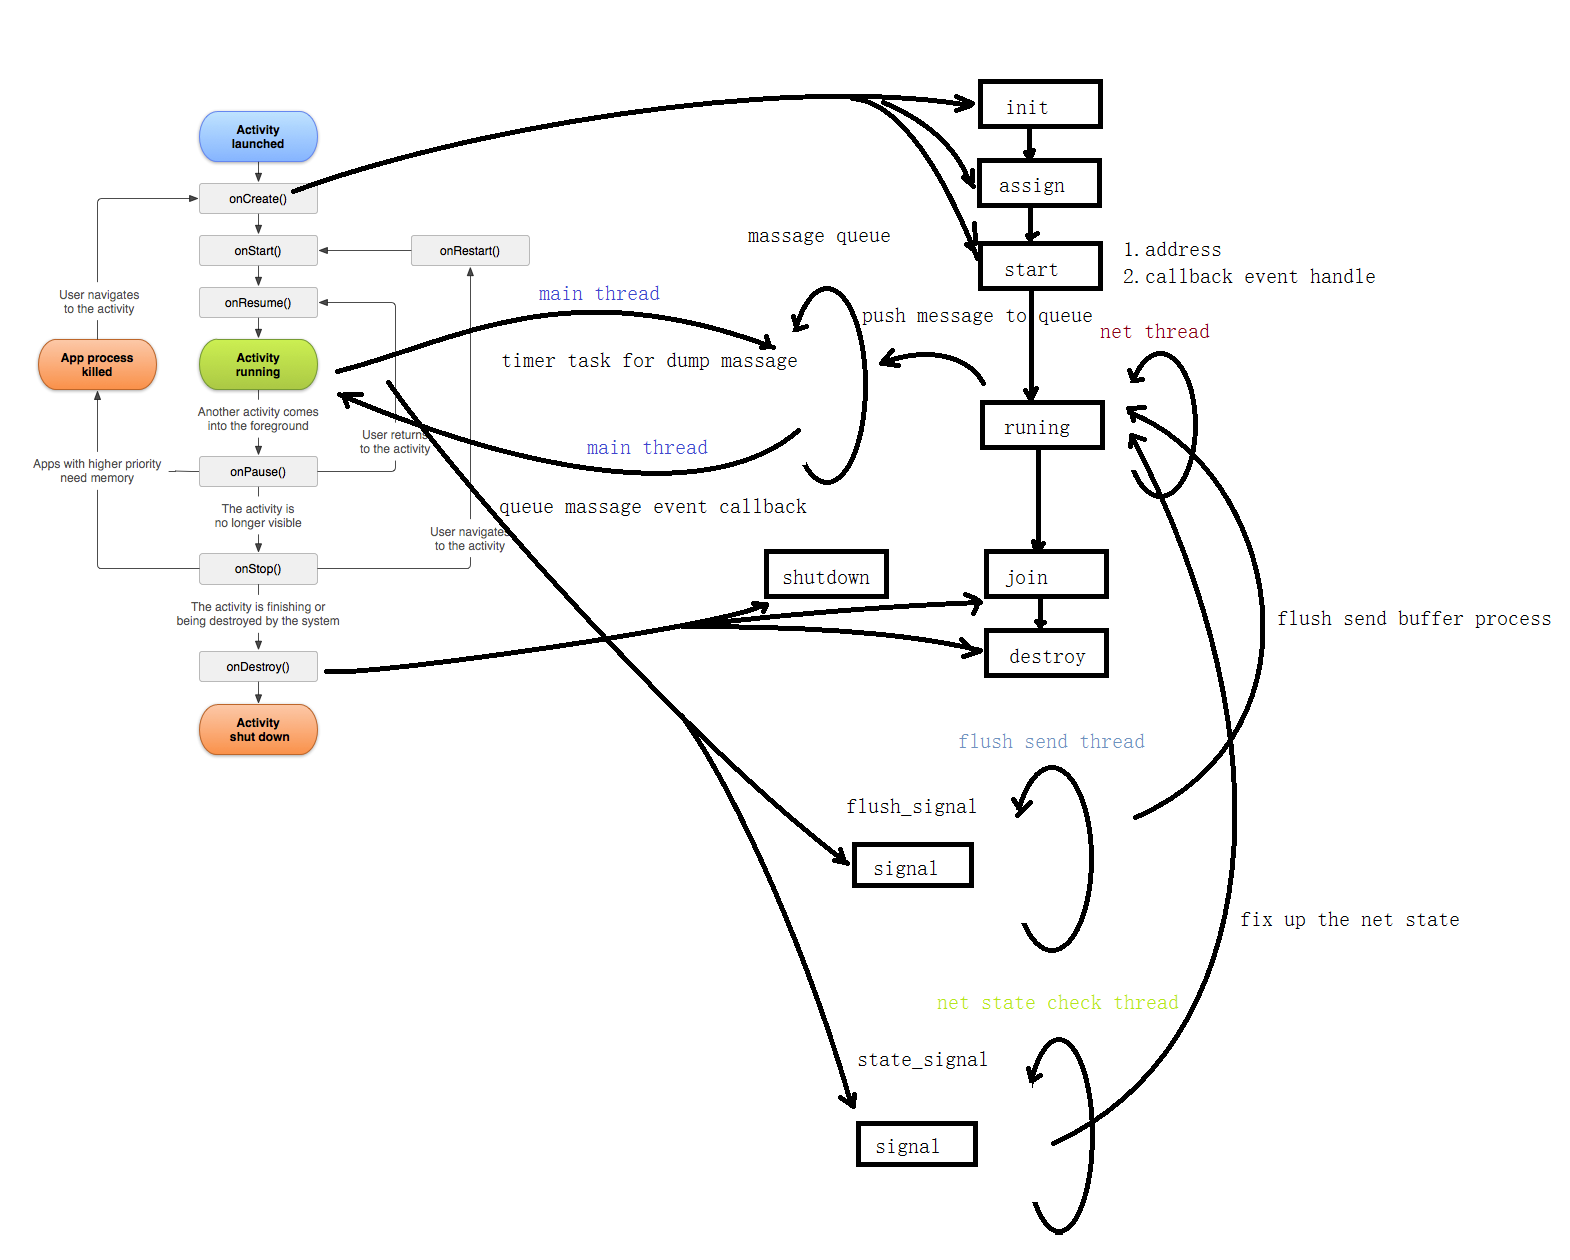 Activity
launched
onCreate()
onStart()
onRestart()
onResume()
User navigates
to the activity
App process
killed
Activity
running
Another activity comes
into the foreground
User returns
to the activity
Apps with higher priority
need memory
onPause()
The activity is
no longer visible
User navigates
to the activity
onStop()
The activity is finishing or
being destroyed by the system
onDestroy()
Activity
shut down
init
assign
massage queue
start
1. address
2. callback event handle
main thread
push message to queue
net thread
timer task for dump massage
runing
main thread
queue massage event callback
shutdown
join
destroy
flush send buffer process
flush send thread
flush_signal
signal
fix up the net state
net state check thread
state_signal
signal